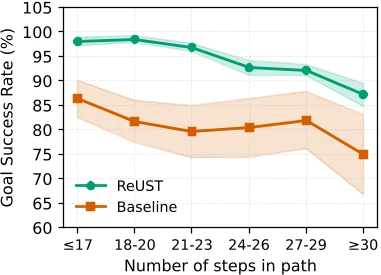 Goal Success Rate (%)
105
100
95
90
85
80
75
70
65
60
ReUST
Baseline
≤17 18-20 21-23 24-26 27-29 ≥30
Number of steps in path